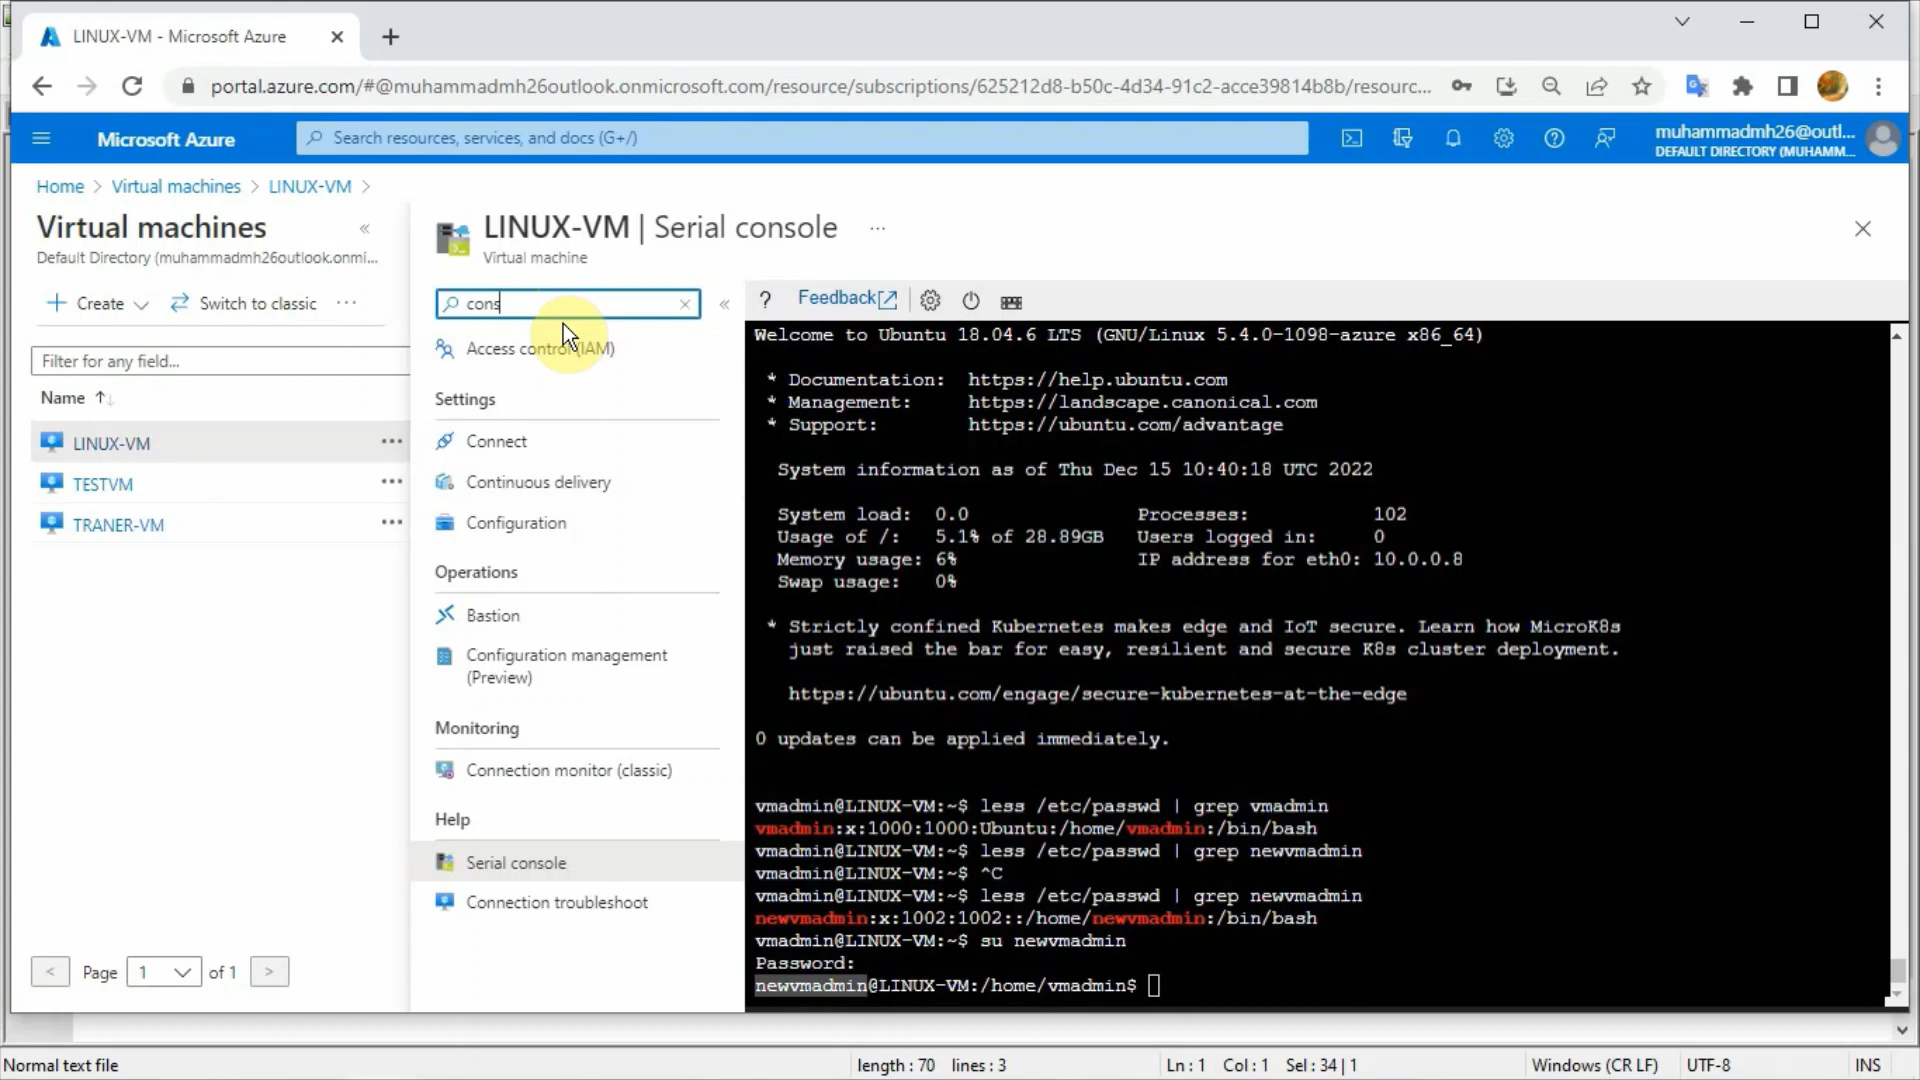 LINUX-VM - Microsoft Azure
portal.azure.com/#@muhammadmh26outlook.onmicrosoft.com/resource/subscriptions/625212d8-b50c-4d34-91c2-acce39814b8b/resourc...
Microsoft Azure
Search resources, services, and docs (G+/)
muhammadmh26@outl...
DEFAULT DIRECTORY (MUHAMM...
Home > Virtual machines > LINUX-VM >
Virtual machines
Default Directory (muhammadmh26outlook.onmi...
Create
Switch to classic
Filter for any field...
Name
LINUX-VM
TESTVM
TRANER-VM
< Page 1 of 1 >
LINUX-VM | Serial console
Virtual machine
cons
Access control (IAM)
Settings
Connect
Continuous delivery
Configuration
Operations
Bastion
Configuration management
(Preview)
Monitoring
Connection monitor (classic)
Help
Serial console
Connection troubleshoot
? Feedback
Welcome to Ubuntu 18.04.6 LTS (GNU/Linux 5.4.0-1098-azure x86_64)
* Documentation: https://help.ubuntu.com
* Management: https://landscape.canonical.com
* Support: https://ubuntu.com/advantage
System information as of Thu Dec 15 10:40:18 UTC 2022
System load: 0.0 Processes: 102
Usage of /: 5.1% of 28.89GB Users logged in: 0
Memory usage: 6% IP address for eth0: 10.0.0.8
Swap usage: 0%
* Strictly confined Kubernetes makes edge and IoT secure. Learn how MicroK8s
just raised the bar for easy, resilient and secure K8s cluster deployment.
https://ubuntu.com/engage/secure-kubernetes-at-the-edge
0 updates can be applied immediately.
vmadmin@LINUX-VM:~$ less /etc/passwd | grep vmadmin
vmadmin:x:1000:1000:Ubuntu:/home/vmadmin:/bin/bash
vmadmin@LINUX-VM:~$ less /etc/passwd | grep newvmadmin
vmadmin@LINUX-VM:~$ ^C
vmadmin@LINUX-VM:~$ less /etc/passwd | grep newvmadmin
newvmadmin:x:1002:1002::/home/newvmadmin:/bin/bash
vmadmin@LINUX-VM:~$ su newvmadmin
Password:
newvmadmin@LINUX-VM:/home/vmadmin$
Normal text file
length : 70 lines : 3
Ln : 1 Col : 1 Sel : 34 | 1
Windows (CR LF)
UTF-8
INS